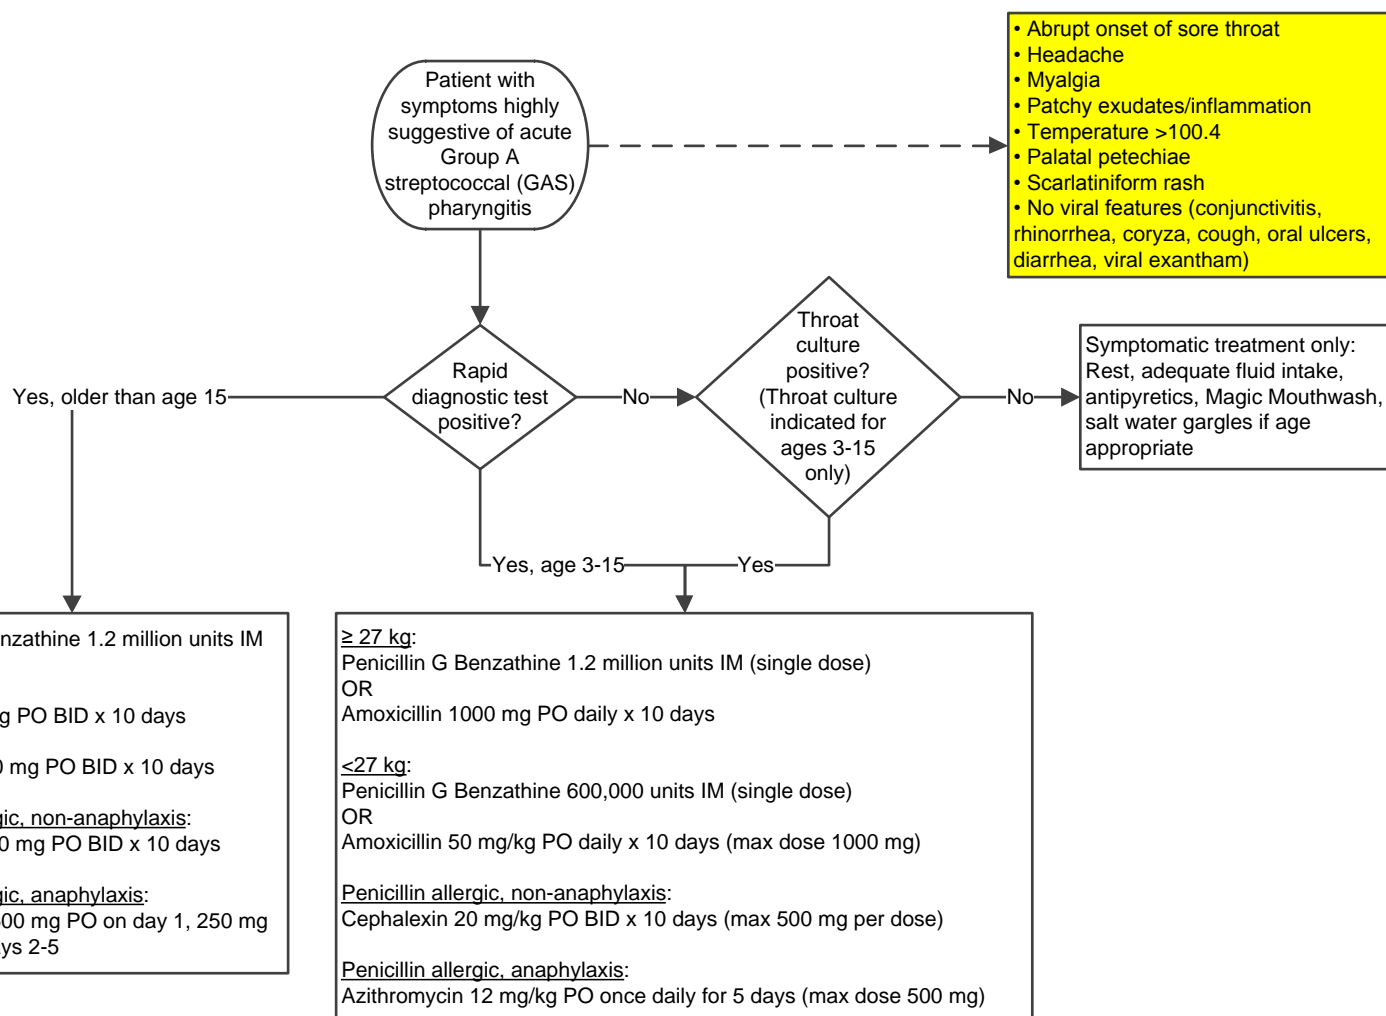 • Abrupt onset of sore throat
• Headache
• Myalgia
• Patchy exudates/inflammation
• Temperature >100.4
• Palatal petechiae
• Scarlatiniform rash
• No viral features (conjunctivitis,
rhinorrhea, coryza, cough, oral ulcers,
diarrhea, viral exantham)
Patient with
symptoms highly
suggestive of acute
Group A
streptococcal (GAS)
pharyngitis
Yes, older than age 15
Rapid
diagnostic test
positive?
No
Throat
culture
positive?
(Throat culture
indicated for
ages 3-15
only)
No
Symptomatic treatment only:
Rest, adequate fluid intake,
antipyretics, Magic Mouthwash,
salt water gargles if age
appropriate
Yes, age 3-15
Yes
1.2 million units IM
PO BID x 10 days
mg PO BID x 10 days
non-anaphylaxis:
mg PO BID x 10 days
anaphylaxis:
mg PO on day 1, 250 mg
2-5
≥ 27 kg:
Penicillin G Benzathine 1.2 million units IM (single dose)
OR
Amoxicillin 1000 mg PO daily x 10 days
<27 kg:
Penicillin G Benzathine 600,000 units IM (single dose)
OR
Amoxicillin 50 mg/kg PO daily x 10 days (max dose 1000 mg)
Penicillin allergic, non-anaphylaxis:
Cephalexin 20 mg/kg PO BID x 10 days (max 500 mg per dose)
Penicillin allergic, anaphylaxis:
Azithromycin 12 mg/kg PO once daily for 5 days (max dose 500 mg)